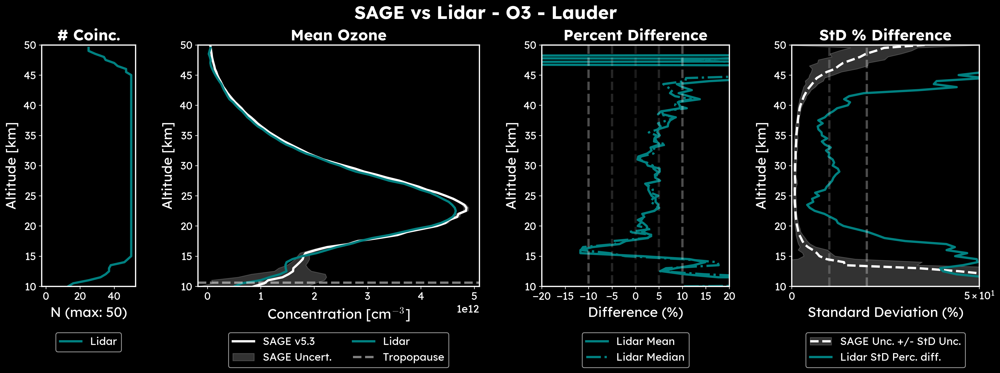 SAGE vs Lidar - O3 - Lauder
# Coinc.
Altitude [km]
50
45
40
35
30
25
20
15
10
0 20 40
N (max: 50)
Lidar
Mean Ozone
Altitude [km]
50
45
40
35
30
25
20
15
10
0 1 2 3 4 5
1e12
Concentration [cm⁻³]
SAGE v5.3
SAGE Uncert.
Lidar
Tropopause
Percent Difference
Altitude [km]
50
45
40
35
30
25
20
15
10
−20 −15 −10 −5 0 5 10 15 20
Difference (%)
Lidar Mean
Lidar Median
StD % Difference
Altitude [km]
50
45
40
35
30
25
20
15
10
0 5×10¹
Standard Deviation (%)
SAGE Unc. +/- StD Unc.
Lidar StD Perc. diff.